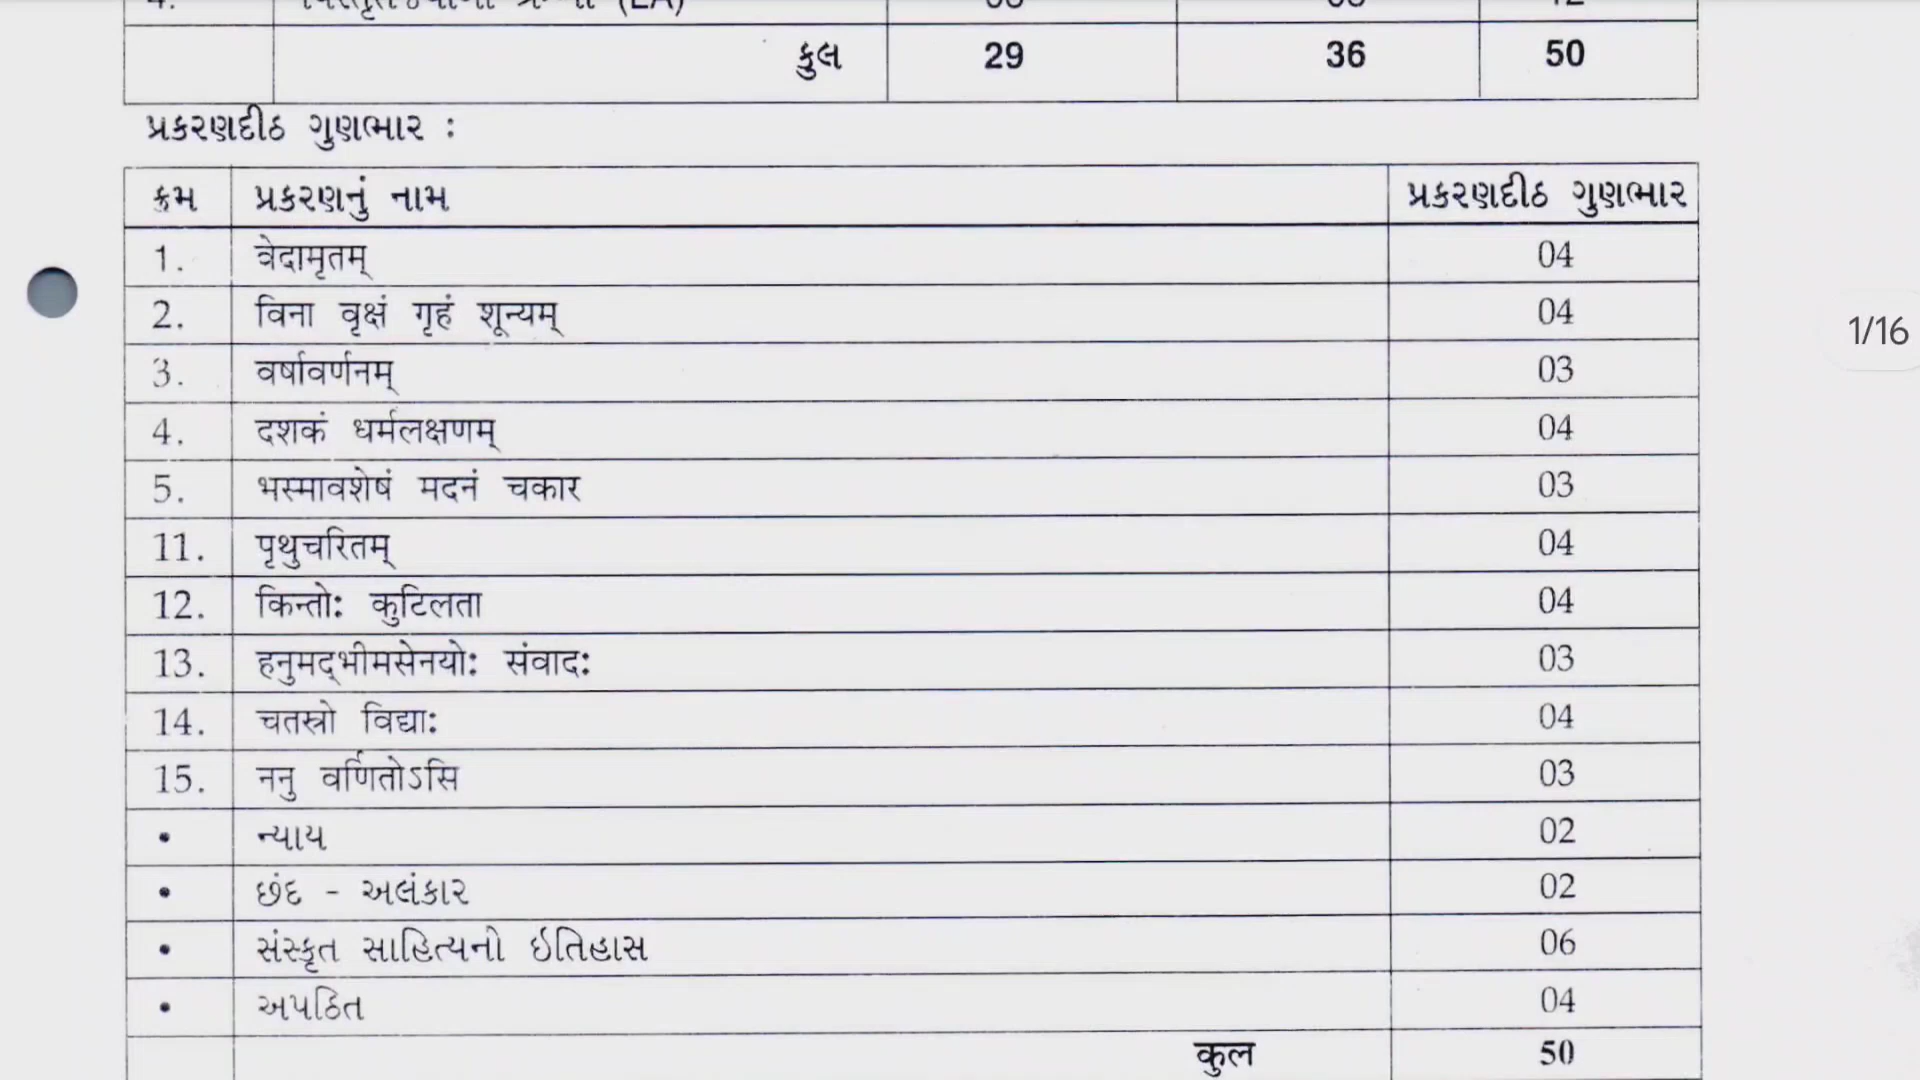 કુલ 29 36 50
પ્રકરણદીઠ ગુણભાર :
ક્રમ પ્રકરણનું નામ પ્રકરણદીઠ ગુણભાર
1. वेदामृतम् 04
2. विना वृक्षं गृहं शून्यम् 04
3. वर्षावर्णनम् 03
4. दशकं धर्मलक्षणम् 04
5. भस्मावशेषं मदनं चकार 03
11. पृथुचरितम् 04
12. किन्तोः कुटिलता 04
13. हनुमद्भीमसेनयोः संवादः 03
14. चतस्रो विद्याः 04
15. ननु वर्णितोऽसि 03
• ન્યાય 02
• છંદ - અલંકાર 02
• સંસ્કૃત સાહિત્યનો ઇતિહાસ 06
• અપઠિત 04
कुल 50
1/16